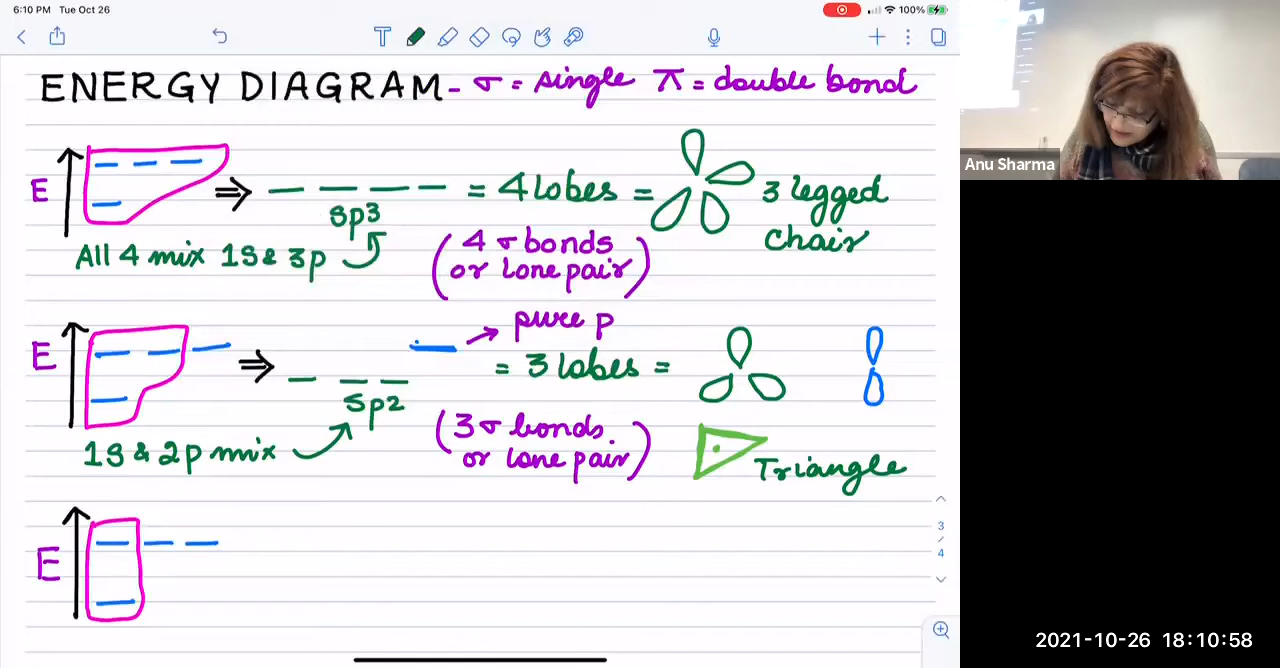 6:10 PM Tue Oct 26
100%
ENERGY DIAGRAM - σ = single π = double bond
Anu Sharma
E
⇒
= 4 lobes =
3 legged
chair
sp3
All 4 mix 1s & 3p
(4 σ bonds
or lone pair)
E
⇒
→ pure p
= 3 lobes =
sp2
1s & 2p mix
(3σ bonds.
or lone pair)
Triangle
E
3
/
4
2021-10-26 18:10:58